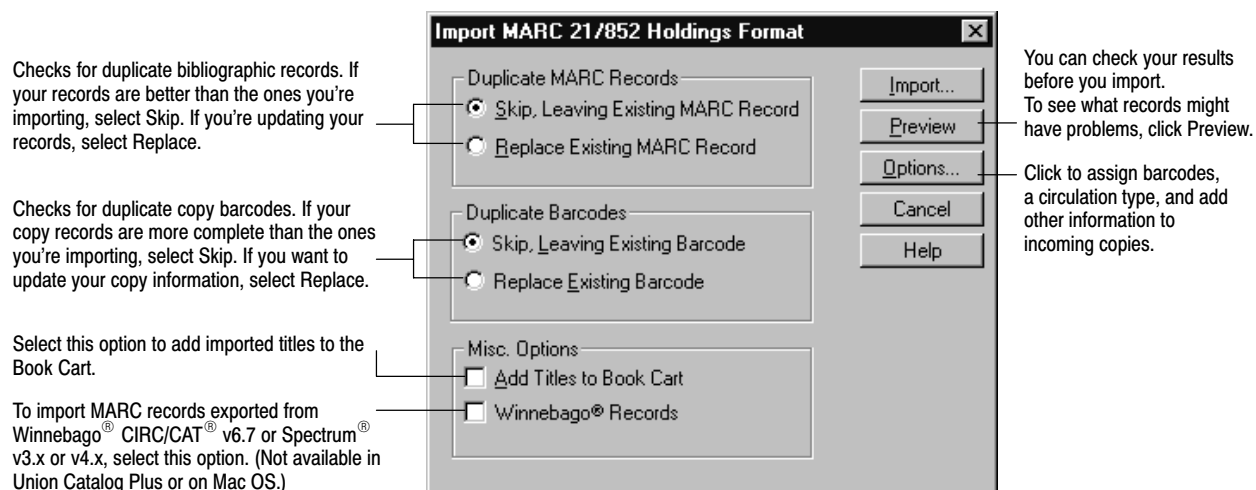 Import MARC 21/852 Holdings Format
Checks for duplicate bibliographic records. If
your records are better than the ones you're
importing, select Skip. If you're updating your
records, select Replace.
Checks for duplicate copy barcodes. If your
copy records are more complete than the ones
you're importing, select Skip. If you want to
update your copy information, select Replace.
Select this option to add imported titles to the
Book Cart.
To import MARC records exported from
Winnebago® CIRC/CAT® v6.7 or Spectrum®
v3.x or v4.x, select this option. (Not available in
Union Catalog Plus or on Mac OS.)
Duplicate MARC Records
Skip, Leaving Existing MARC Record
Replace Existing MARC Record
Duplicate Barcodes
Skip, Leaving Existing Barcode
Replace Existing Barcode
Misc. Options
Add Titles to Book Cart
Winnebago® Records
Import...
Preview
Options...
Cancel
Help
You can check your results
before you import.
To see what records might
have problems, click Preview.
Click to assign barcodes,
a circulation type, and add
other information to
incoming copies.